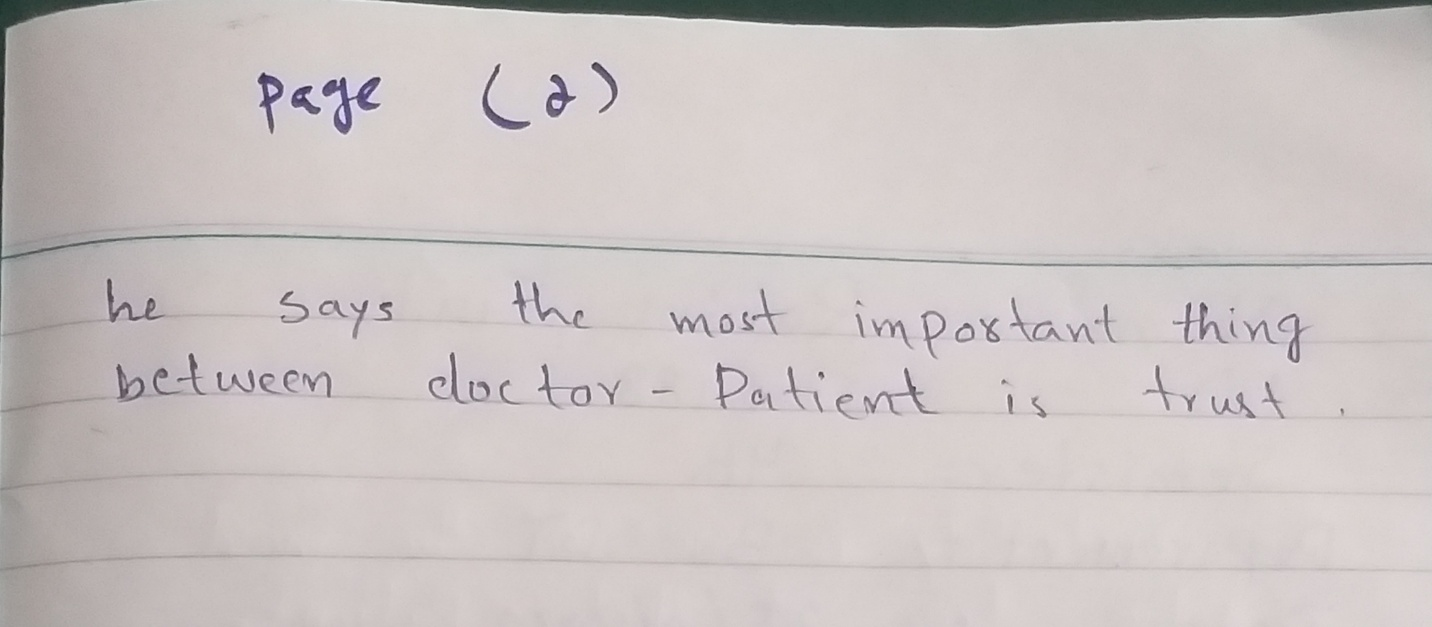 Page (2)
he says the most important thing
between doctor - Patient is trust.